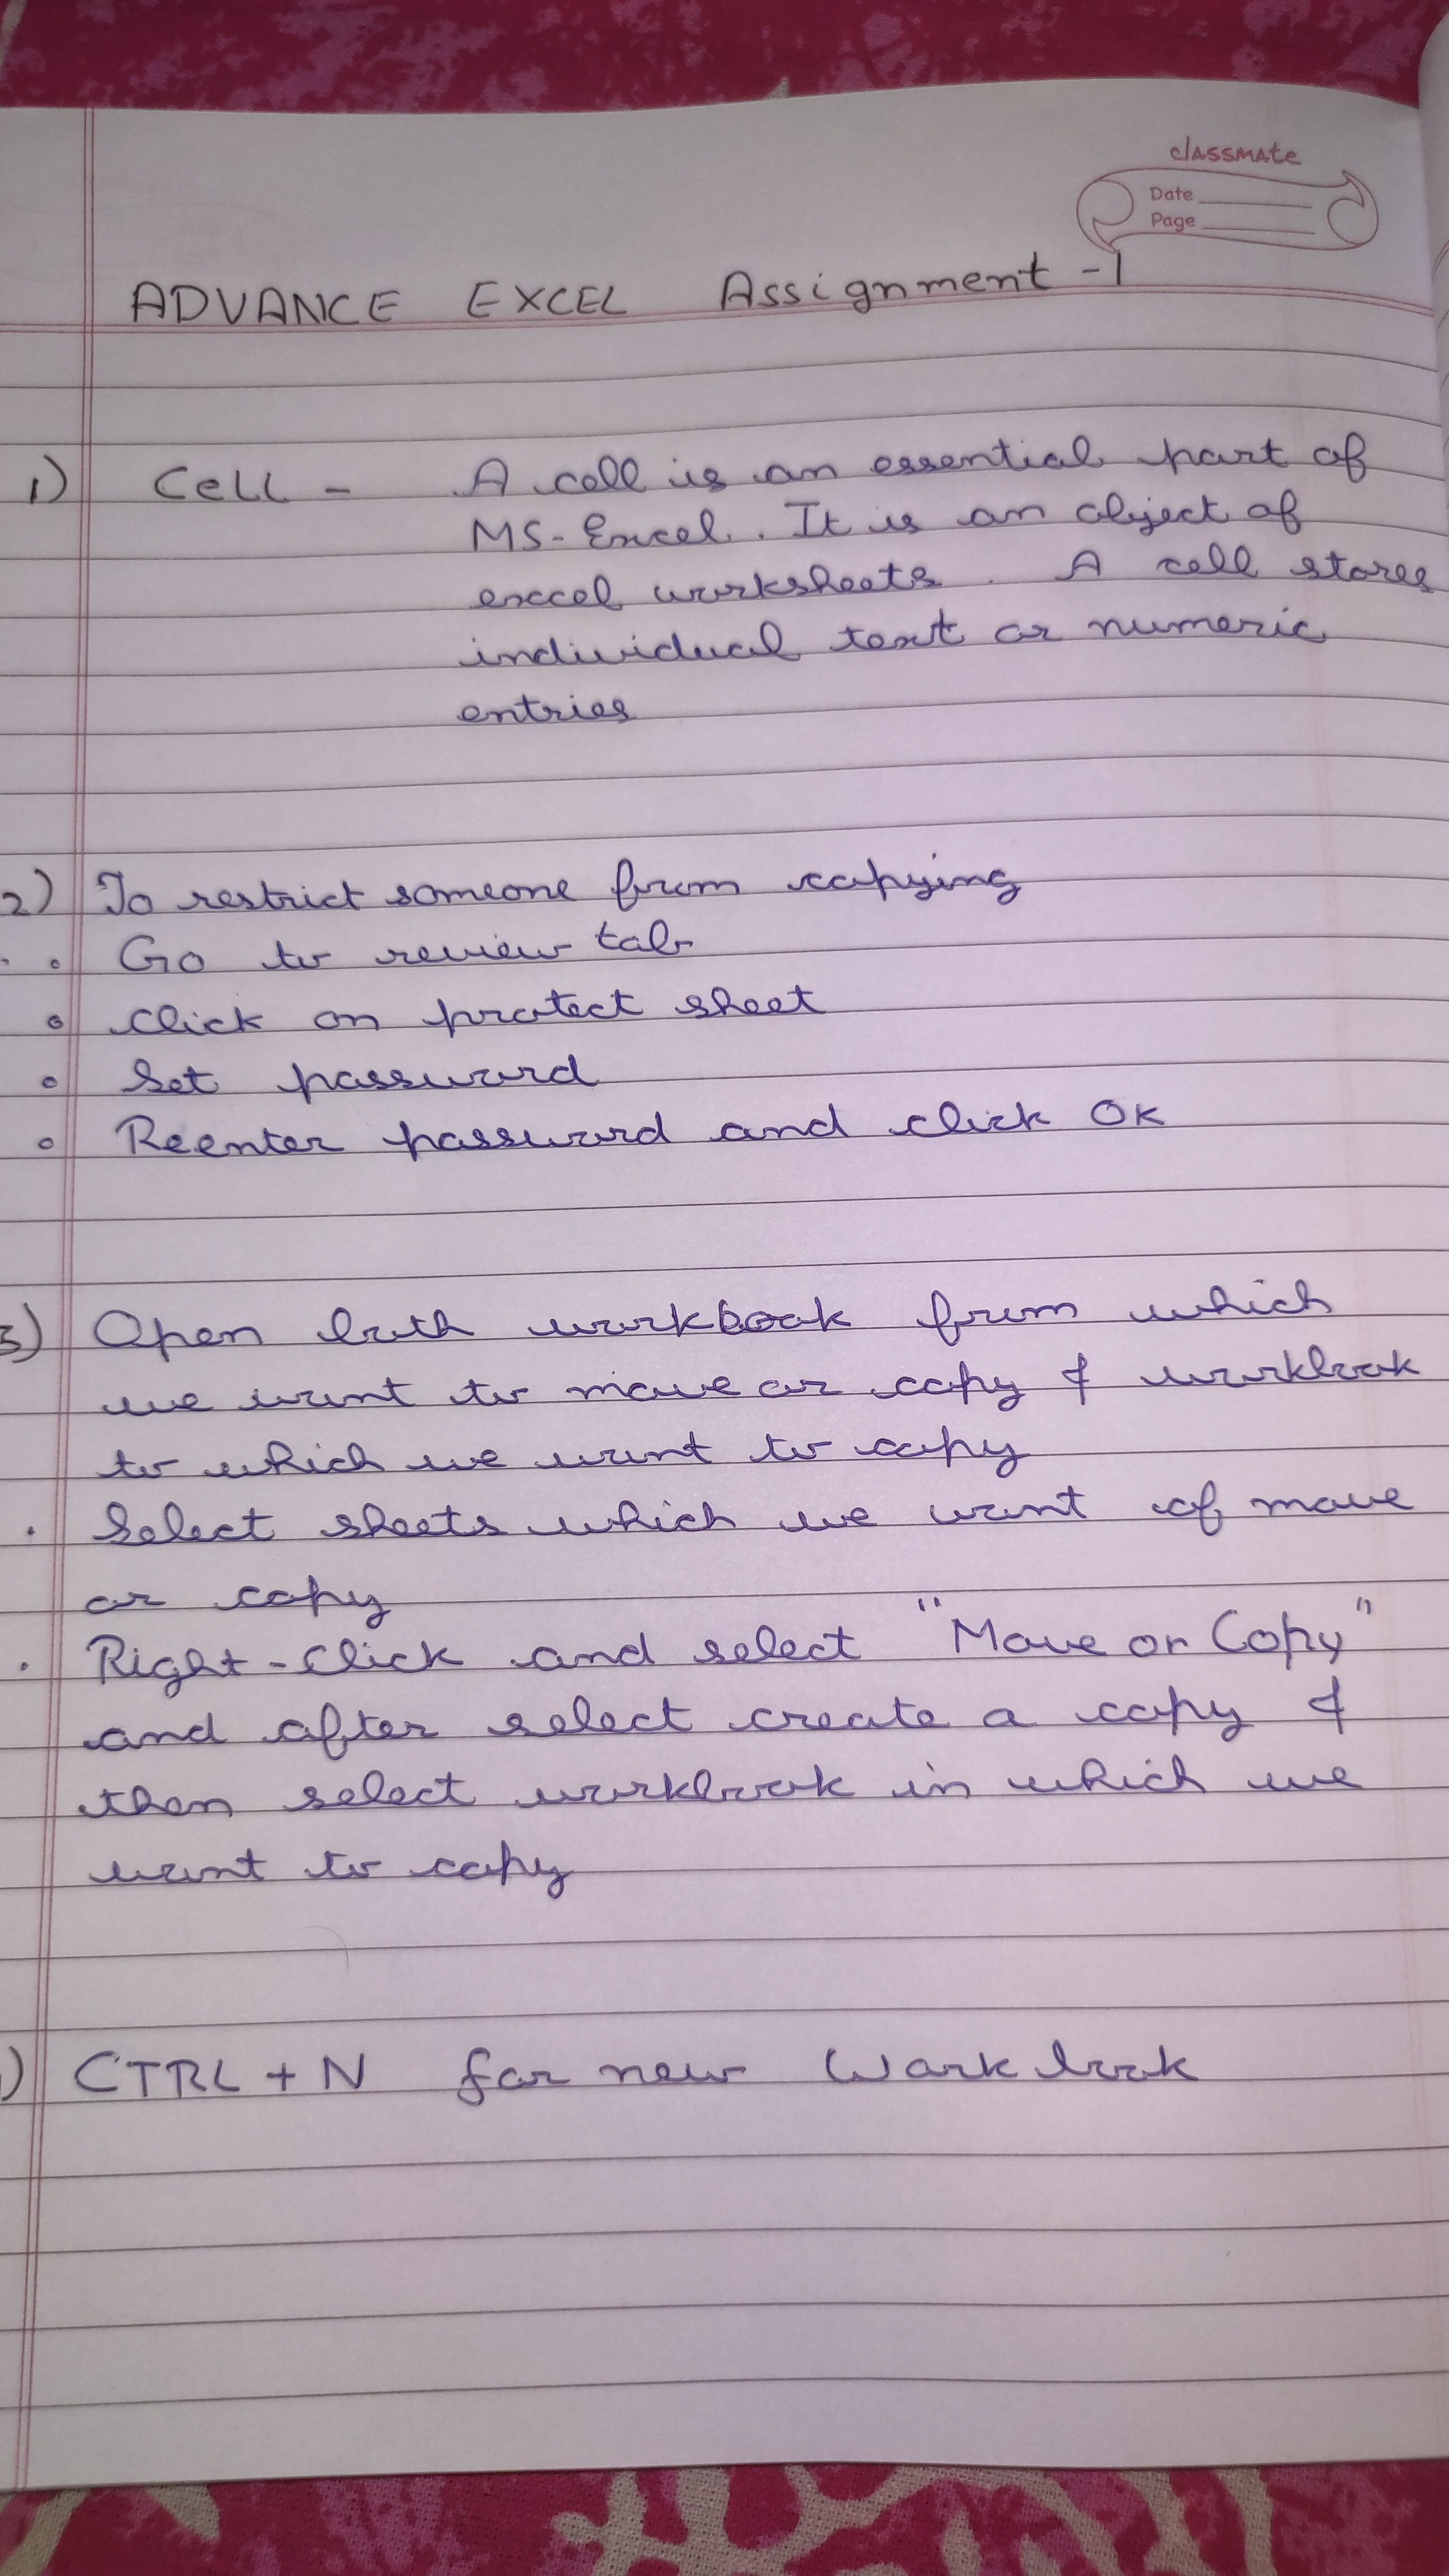 classmate
Date
Page
ADVANCE EXCEL Assignment -1
1) Cell - A cell is an essential part of
MS-Excel. It is an object of
excel worksheets. A cell stores
individual text or numeric
entries
2) To restrict someone from copying
• Go to review tab
• Click on protect sheet
• Set password
• Reenter password and click OK
3) Open both workbook from which
we want to move or copy & workbook
to which we want to copy
• Select sheets which we want of move
or copy
• Right-Click and select "Move or Copy"
and after select create a copy &
then select workbook in which we
want to copy
) CTRL + N for new Workbook